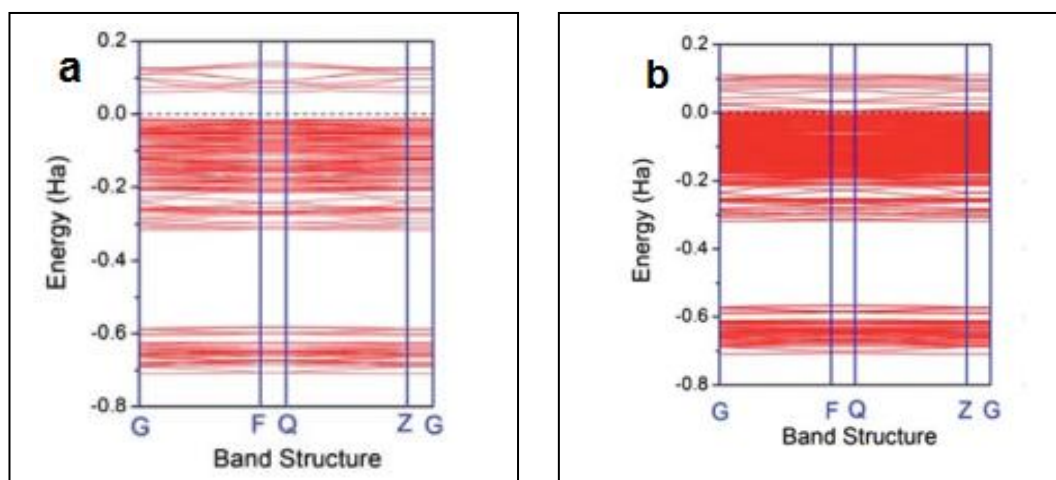 a
0.2
0.0
-0.2
-0.4
-0.6
-0.8
Energy (Ha)
G F Q Z G
Band Structure
b
0.2
0.0
-0.2
-0.4
-0.6
-0.8
Energy (Ha)
G F Q Z G
Band Structure